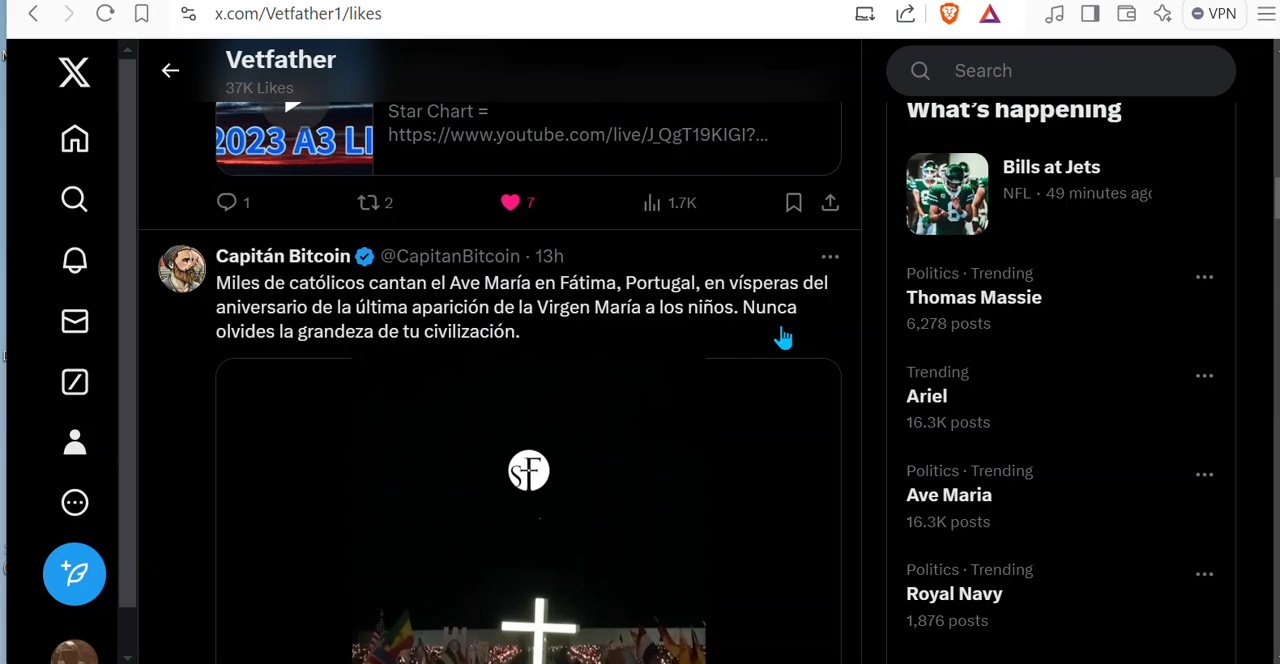 x.com/Vetfather1/likes
VPN
Vetfather
37K Likes
Search
Star Chart =
https://www.youtube.com/live/J_QgT19KIGI?...
2023 A3 LI
1
2
7
1.7K
Capitán Bitcoin @CapitanBitcoin · 13h
Miles de católicos cantan el Ave María en Fátima, Portugal, en vísperas del
aniversario de la última aparición de la Virgen María a los niños. Nunca
olvides la grandeza de tu civilización.
sF
What's happening
Bills at Jets
NFL · 49 minutes ago
Politics · Trending
Thomas Massie
6,278 posts
Trending
Ariel
16.3K posts
Politics · Trending
Ave Maria
16.3K posts
Politics · Trending
Royal Navy
1,876 posts